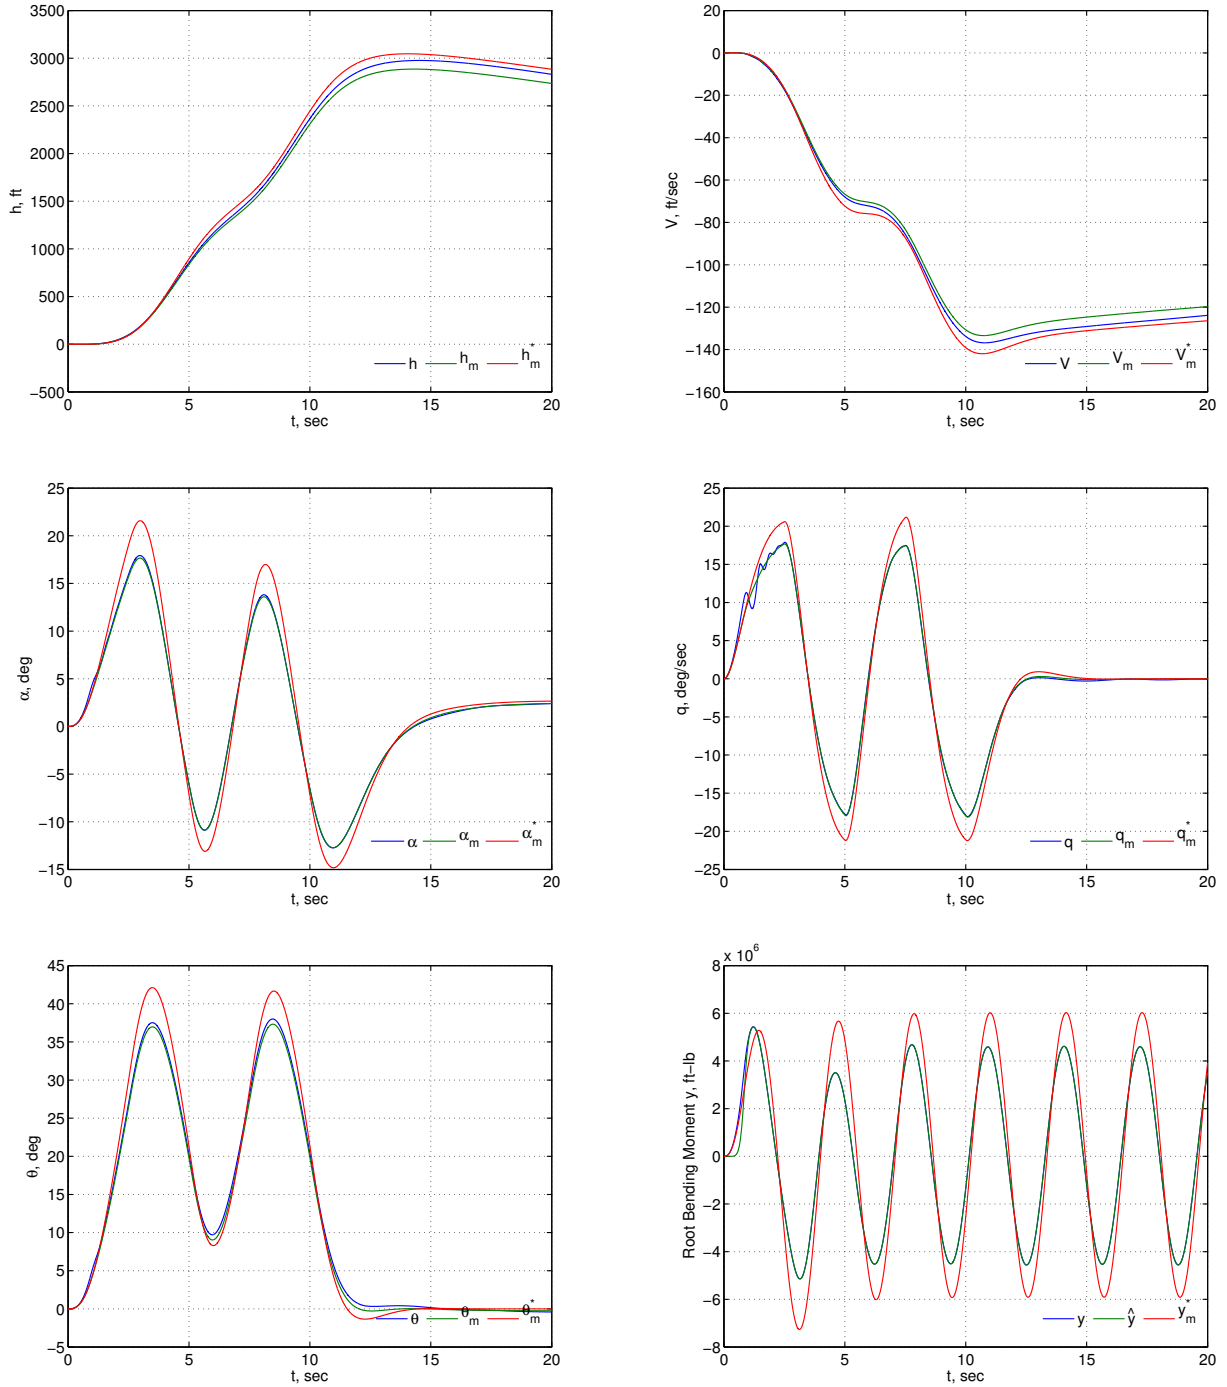 3500
3000
2500
2000
1500
1000
500
0
−500
h, ft
0 5 10 15 20
t, sec
h h_m h_m^*
20
0
−20
−40
−60
−80
−100
−120
−140
−160
V, ft/sec
0 5 10 15 20
t, sec
V V_m V_m^*
25
20
15
10
5
0
−5
−10
−15
α, deg
0 5 10 15 20
t, sec
α α_m α_m^*
25
20
15
10
5
0
−5
−10
−15
−20
−25
q, deg/sec
0 5 10 15 20
t, sec
q q_m q_m^*
45
40
35
30
25
20
15
10
5
0
−5
θ, deg
0 5 10 15 20
t, sec
θ θ_m θ_m^*
x 10^6
8
6
4
2
0
−2
−4
−6
−8
Root Bending Moment y, ft−lb
0 5 10 15 20
t, sec
y ŷ y_m^*